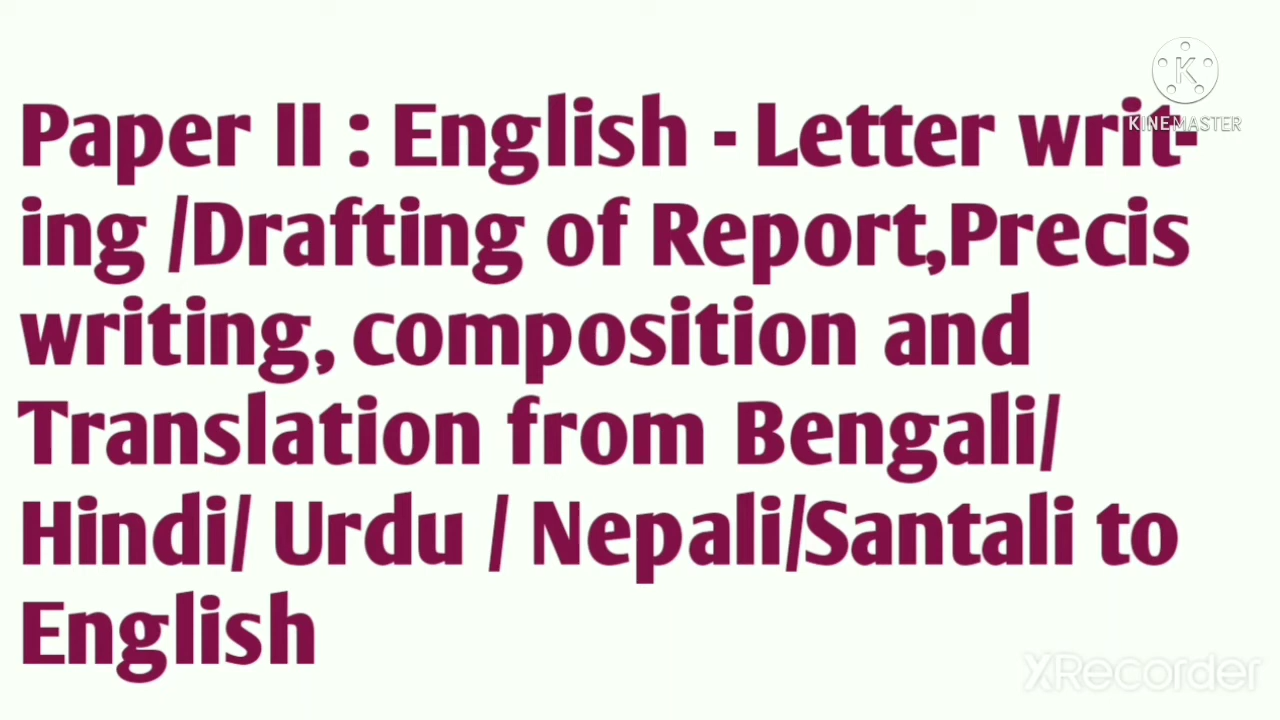 KINEMASTER
Paper II : English - Letter writ-
ing /Drafting of Report,Precis
writing, composition and
Translation from Bengali/
Hindi/ Urdu / Nepali/Santali to
English
XRecorder